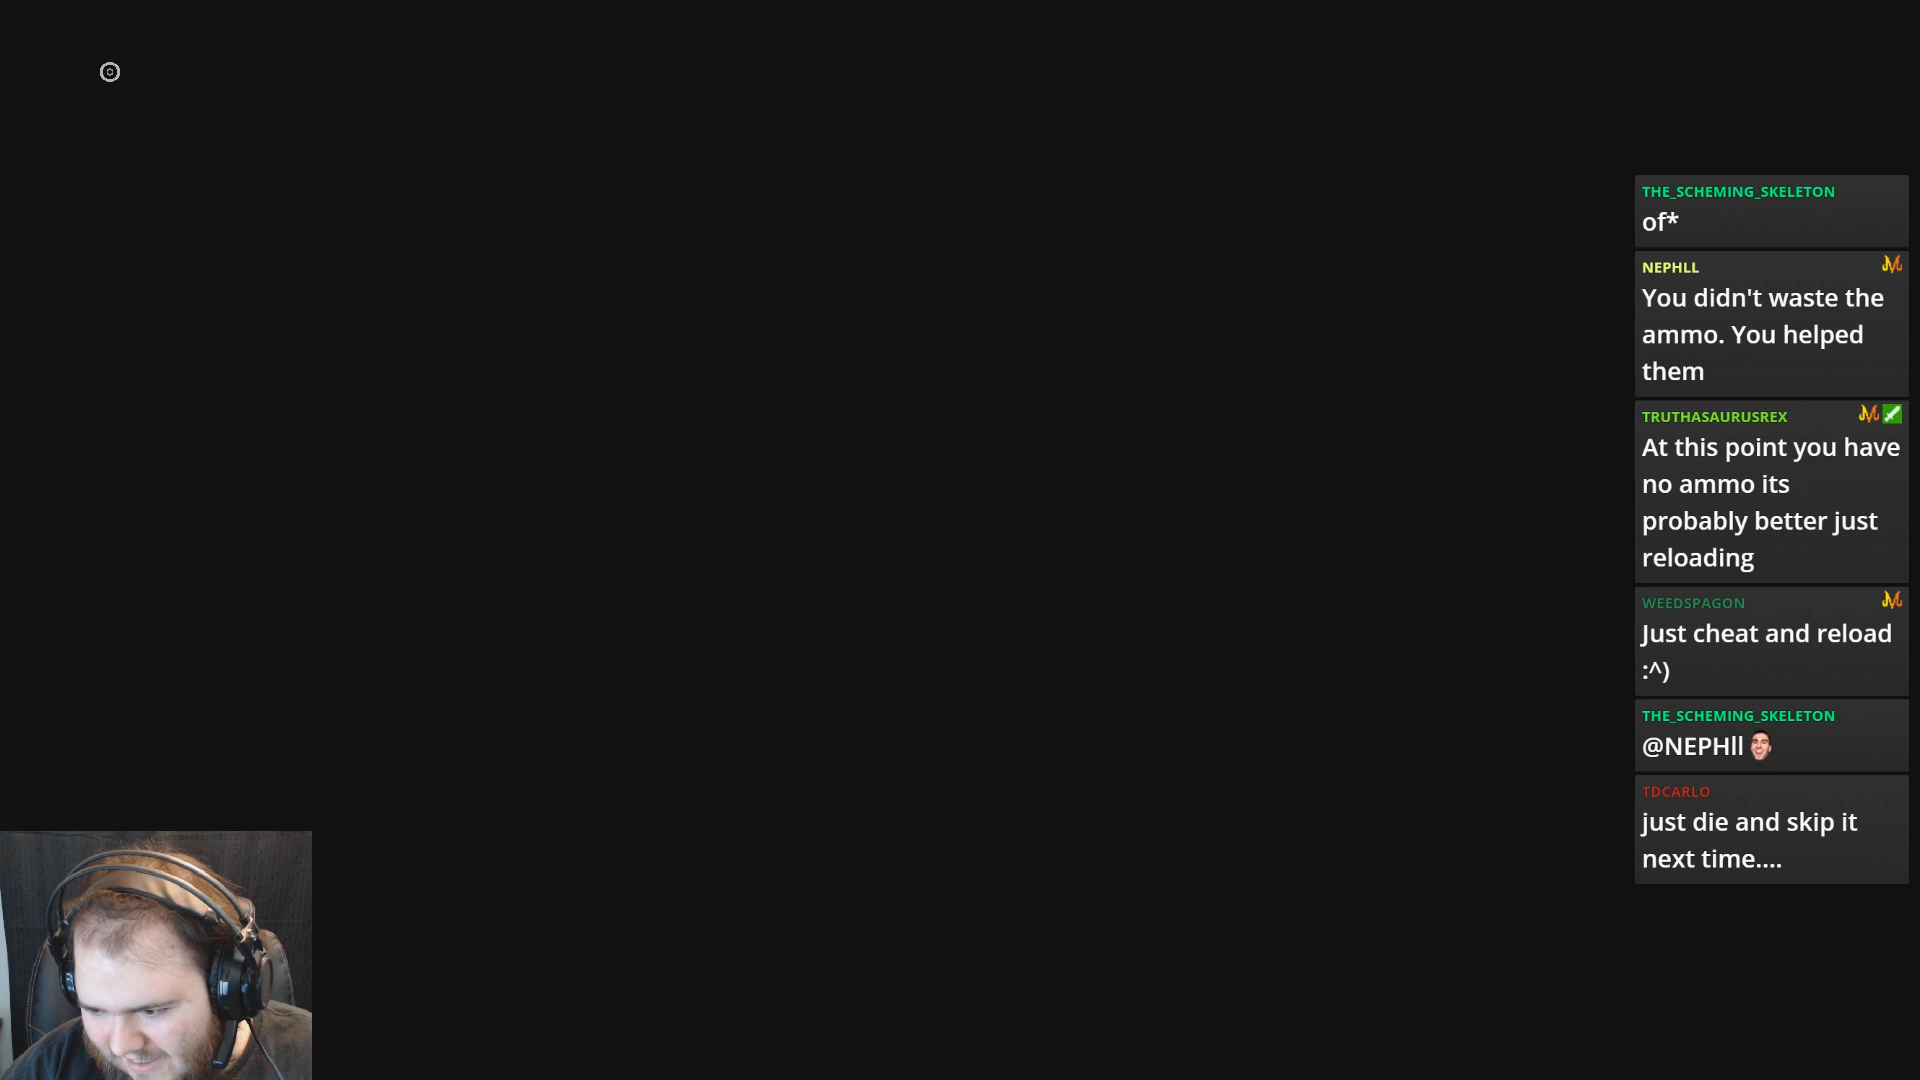 THE_SCHEMING_SKELETON
of*
NEPHLL
You didn't waste the
ammo. You helped
them
TRUTHASAURUSREX
At this point you have
no ammo its
probably better just
reloading
WEEDSPAGON
Just cheat and reload
:^)
THE_SCHEMING_SKELETON
@NEPHll
TDCARLO
just die and skip it
next time....